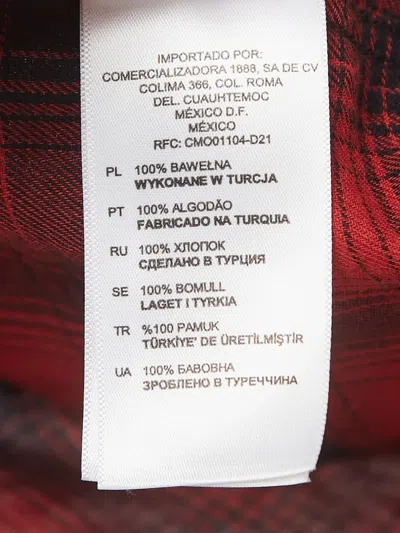 IMPORTADO POR:
COMERCIALIZADORA 1888, SA DE CV
COLIMA 366, COL. ROMA
DEL. CUAUHTEMOC
MÉXICO D.F.
MÉXICO
RFC: CMO01104-D21
PL 100% BAWEŁNA
WYKONANE W TURCJA
PT 100% ALGODÃO
FABRICADO NA TURQUIA
RU 100% ХЛОПОК
СДЕЛАНО В ТУРЦИЯ
SE 100% BOMULL
LAGET I TYRKIA
TR %100 PAMUK
TÜRKİYE' DE ÜRETİLMİŞTİR
UA 100% БАВОВНА
ЗРОБЛЕНО В ТУРЕЧЧИНА